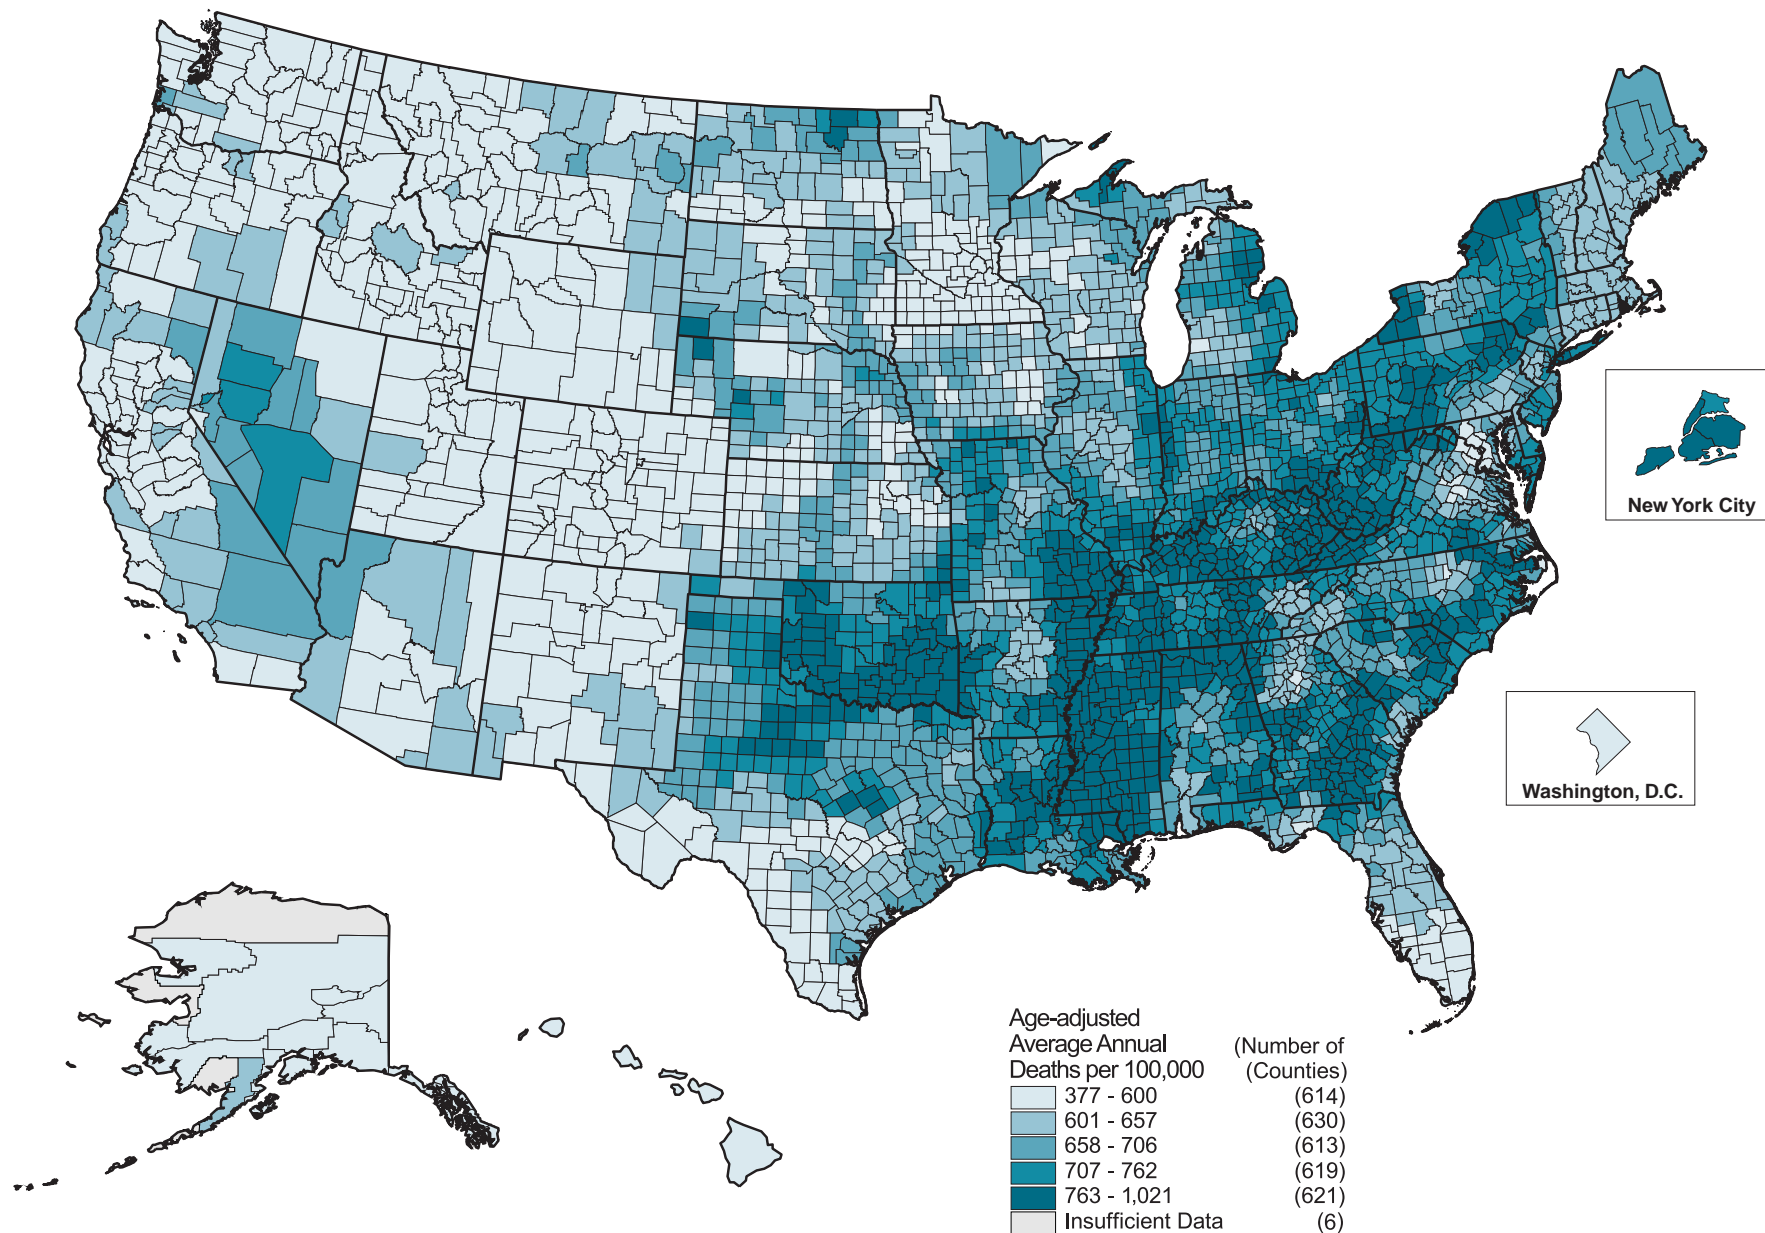 New York City
Washington, D.C.
Age-adjusted
Average Annual (Number of
Deaths per 100,000 (Counties)
377 - 600 (614)
601 - 657 (630)
658 - 706 (613)
707 - 762 (619)
763 - 1,021 (621)
Insufficient Data (6)